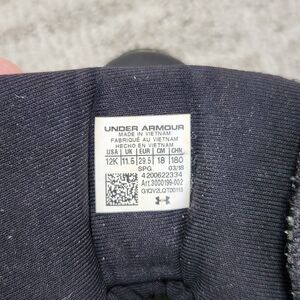 UNDER ARMOUR
MADE IN VIETNAM
FABRIQUÉ AU VIETNAM
HECHO EN VIETNAM
USA UK EUR CM CHN
12K 11.5 29.5 18 180
SPG 03/18
4200622334
Art.3000199-002